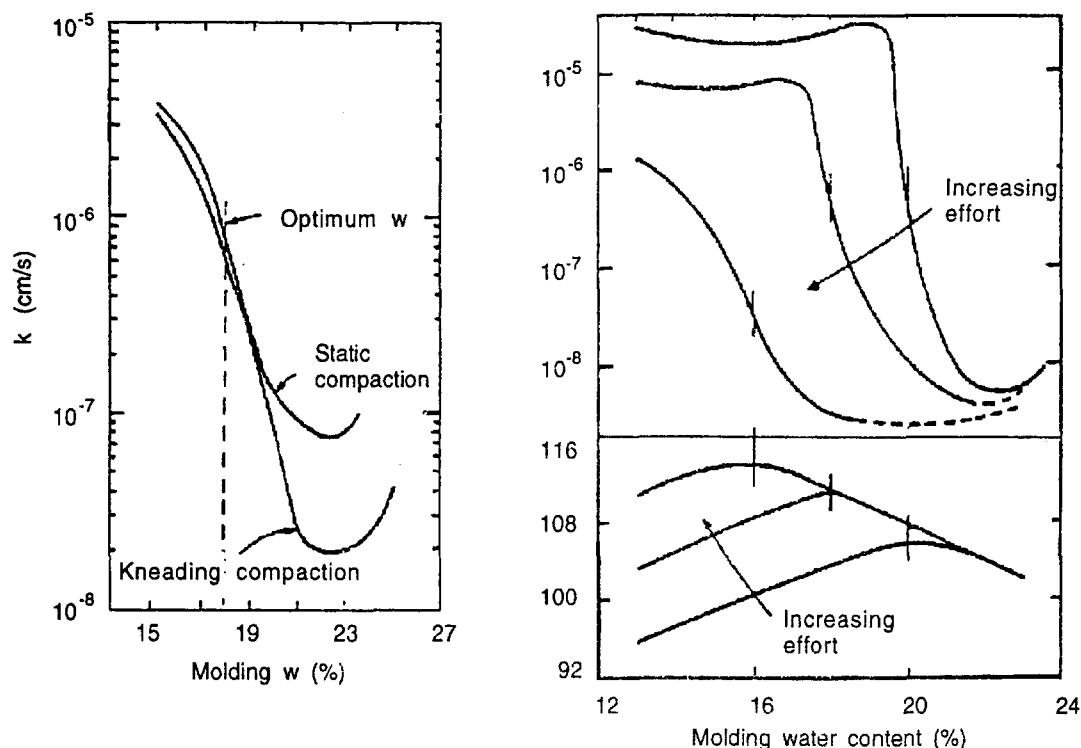 10-5
10-6
10-7
10-8
k (cm/s)
Optimum w
Static
compaction
Kneading compaction
15 19 23 27
Molding w (%)
10-5
10-6
10-7
10-8
Increasing
effort
116
108
100
92
Increasing
effort
12 16 20 24
Molding water content (%)